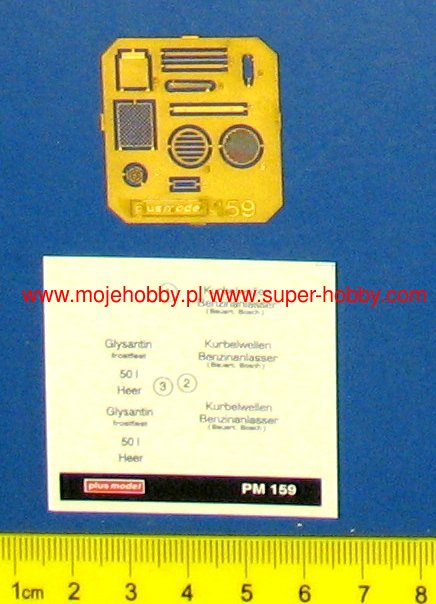 plusmodel 159
www.mojehobby.pl www.super-hobby.com
Kurbelwellen
Benzinanlasser
(Bauart. Bosch)
Glysantin
frostfest
50 l
Heer
Kurbelwellen
Benzinanlasser
(Bauart. Bosch)
3 2
Glysantin
frostfest
50 l
Heer
Kurbelwellen
Benzinanlasser
(Bauart. Bosch)
plusmodel PM 159
1cm 2 3 4 5 6 7 8